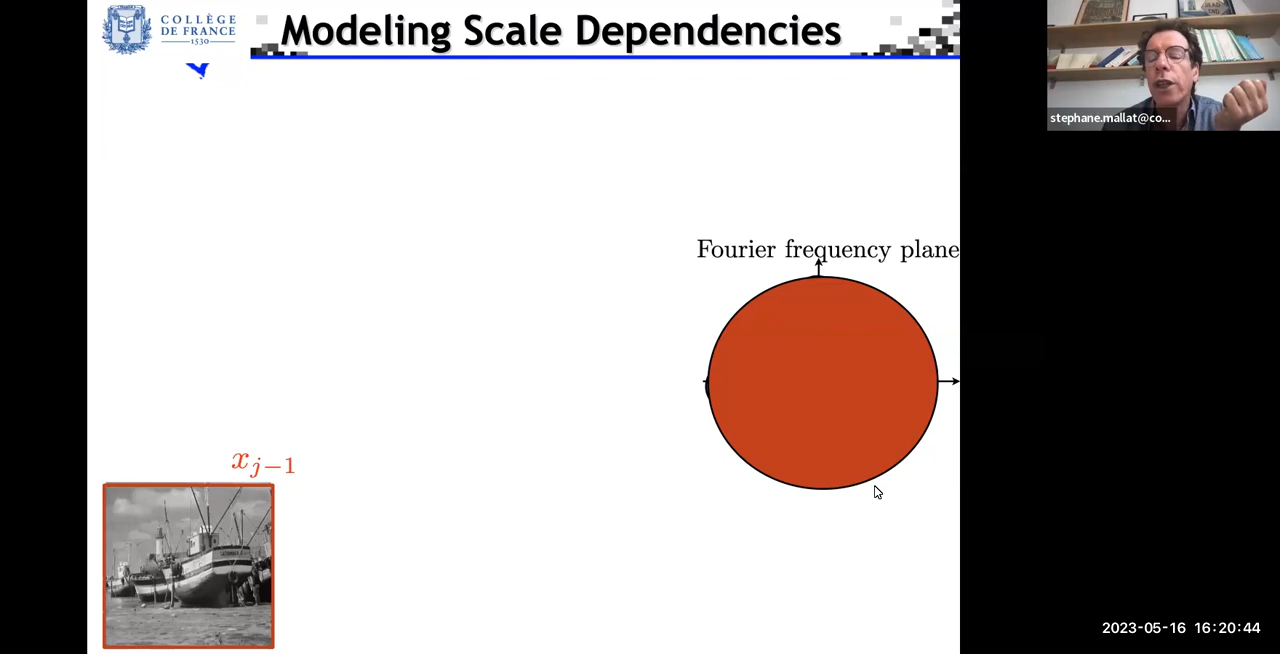 COLLÈGE
DE FRANCE
1530
Modeling Scale Dependencies
stephane.mallat@co...
Fourier frequency plane
x_{j-1}
2023-05-16 16:20:44